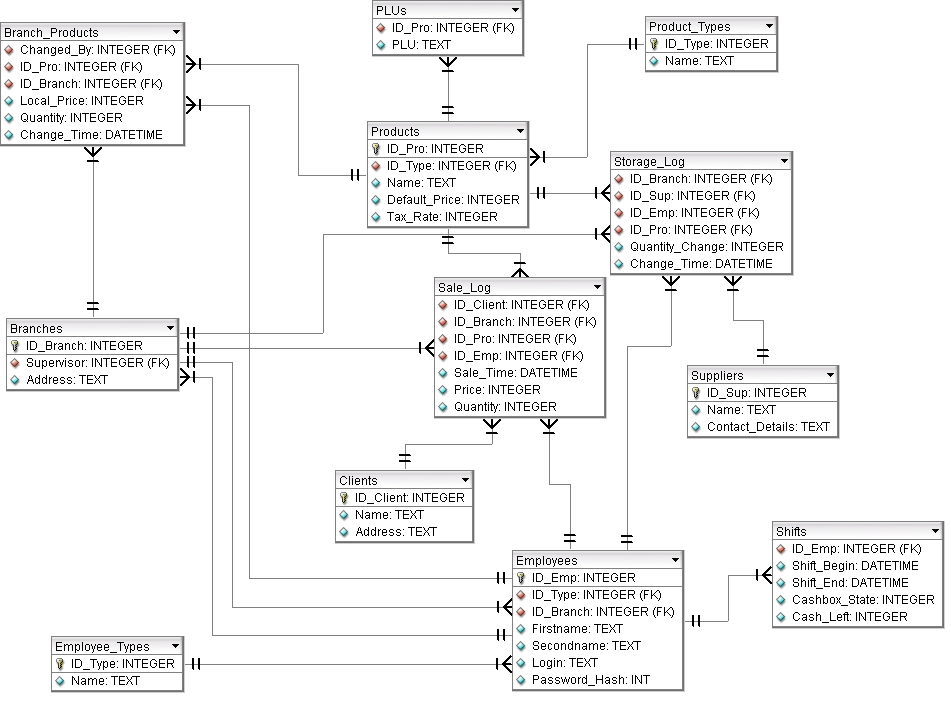 PLUs
ID_Pro: INTEGER (FK)
PLU: TEXT
Product_Types
ID_Type: INTEGER
Name: TEXT
Branch_Products
Changed_By: INTEGER (FK)
ID_Pro: INTEGER (FK)
ID_Branch: INTEGER (FK)
Local_Price: INTEGER
Quantity: INTEGER
Change_Time: DATETIME
Products
ID_Pro: INTEGER
ID_Type: INTEGER (FK)
Name: TEXT
Default_Price: INTEGER
Tax_Rate: INTEGER
Storage_Log
ID_Branch: INTEGER (FK)
ID_Sup: INTEGER (FK)
ID_Emp: INTEGER (FK)
ID_Pro: INTEGER (FK)
Quantity_Change: INTEGER
Change_Time: DATETIME
Sale_Log
ID_Client: INTEGER (FK)
ID_Branch: INTEGER (FK)
ID_Pro: INTEGER (FK)
ID_Emp: INTEGER (FK)
Sale_Time: DATETIME
Price: INTEGER
Quantity: INTEGER
Branches
ID_Branch: INTEGER
Supervisor: INTEGER (FK)
Address: TEXT
Suppliers
ID_Sup: INTEGER
Name: TEXT
Contact_Details: TEXT
Clients
ID_Client: INTEGER
Name: TEXT
Address: TEXT
Shifts
ID_Emp: INTEGER (FK)
Shift_Begin: DATETIME
Shift_End: DATETIME
Cashbox_State: INTEGER
Cash_Left: INTEGER
Employees
ID_Emp: INTEGER
ID_Type: INTEGER (FK)
ID_Branch: INTEGER (FK)
Firstname: TEXT
Secondname: TEXT
Login: TEXT
Password_Hash: INT
Employee_Types
ID_Type: INTEGER
Name: TEXT